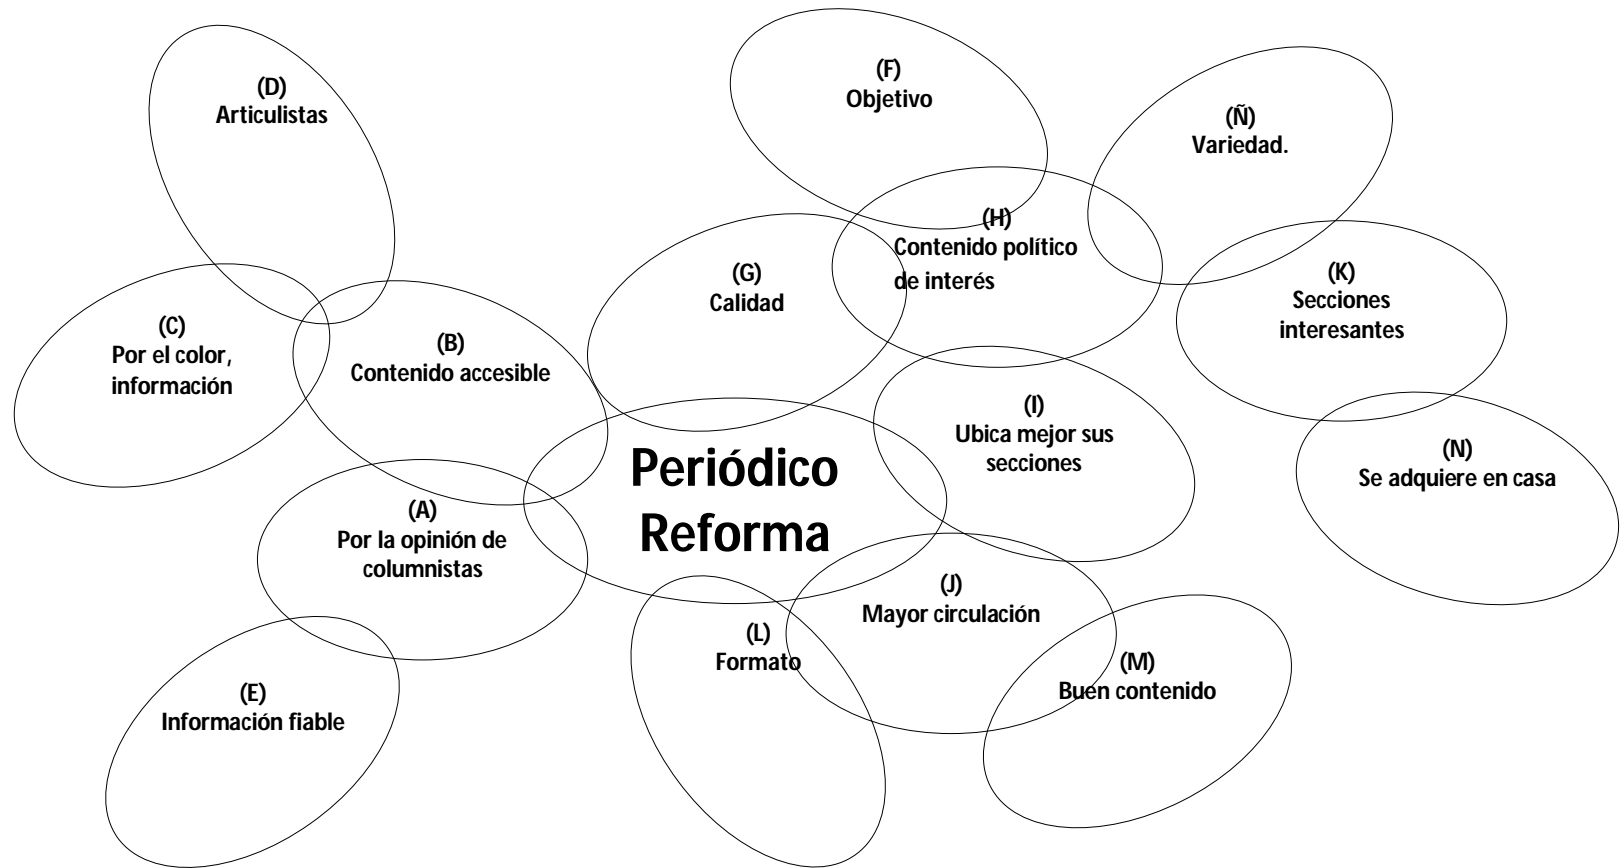 (D)
Articulistas
(F)
Objetivo
(Ñ)
Variedad.
(H)
Contenido político
de interés
(G)
Calidad
(K)
Secciones
interesantes
(C)
Por el color,
información
(B)
Contenido accesible
(I)
Ubica mejor sus
secciones
(N)
Se adquiere en casa
Periódico
Reforma
(A)
Por la opinión de
columnistas
(J)
Mayor circulación
(L)
Formato
(M)
Buen contenido
(E)
Información fiable